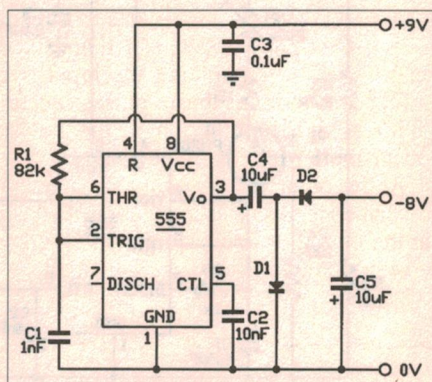 +9V
C3
0.1uF
4
8
R
Vcc
R1
82k
6
THR
Vo
3
C4
10uF
+
D2
555
2
TRIG
-8V
7
DISCH
CTL
5
D1
C5
10uF
+
GND
C2
10nF
C1
1nF
1
0V